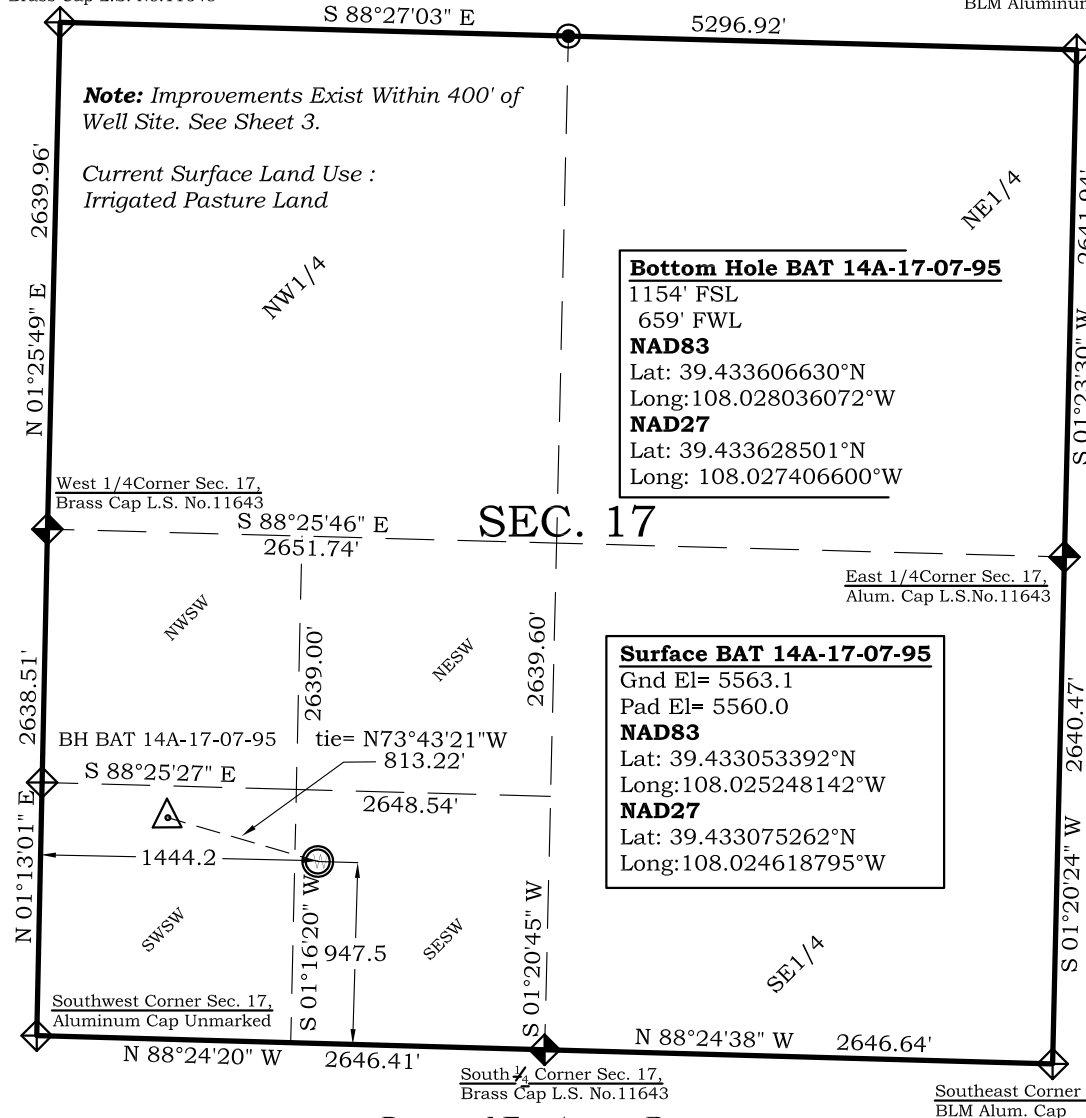 Brass Cap L.S. No.11643
BLM Aluminum
S 88°27'03" E
5296.92'
Note: Improvements Exist Within 400' of
Well Site. See Sheet 3.
Current Surface Land Use :
Irrigated Pasture Land
2639.96'
N 01°25'49" E
NW1/4
NE1/4
2641.94'
S 01°23'30" W
Bottom Hole BAT 14A-17-07-95
1154' FSL
659' FWL
NAD83
Lat: 39.433606630°N
Long:108.028036072°W
NAD27
Lat: 39.433628501°N
Long: 108.027406600°W
West 1/4Corner Sec. 17,
Brass Cap L.S. No.11643
S 88°25'46" E
2651.74'
SEC. 17
East 1/4Corner Sec. 17,
Alum. Cap L.S.No.11643
NWSW
NESW
2639.00'
2639.60'
2638.51'
2640.47'
Surface BAT 14A-17-07-95
Gnd El= 5563.1
Pad El= 5560.0
NAD83
Lat: 39.433053392°N
Long:108.025248142°W
NAD27
Lat: 39.433075262°N
Long:108.024618795°W
BH BAT 14A-17-07-95
tie= N73°43'21"W
813.22'
S 88°25'27" E
2648.54'
N 01°13'01" E
1444.2
947.5
SWSW
SESW
S 01°16'20" W
S 01°20'45" W
S 01°20'24" W
SE1/4
Southwest Corner Sec. 17,
Aluminum Cap Unmarked
N 88°24'20" W
2646.41'
N 88°24'38" W
2646.64'
South 1/4 Corner Sec. 17,
Brass Cap L.S. No.11643
Southeast Corner
BLM Alum. Cap